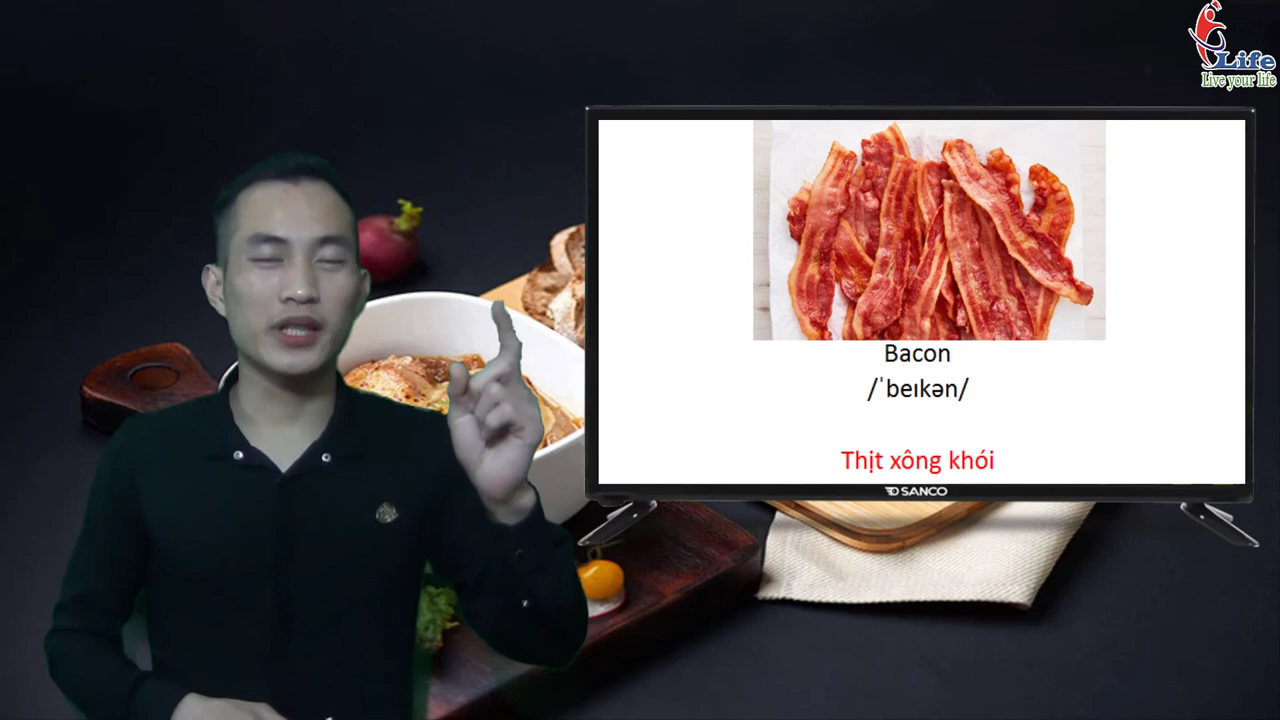 Life
Live your life
Bacon
/ˈbeɪkən/
Thịt xông khói
SANCO